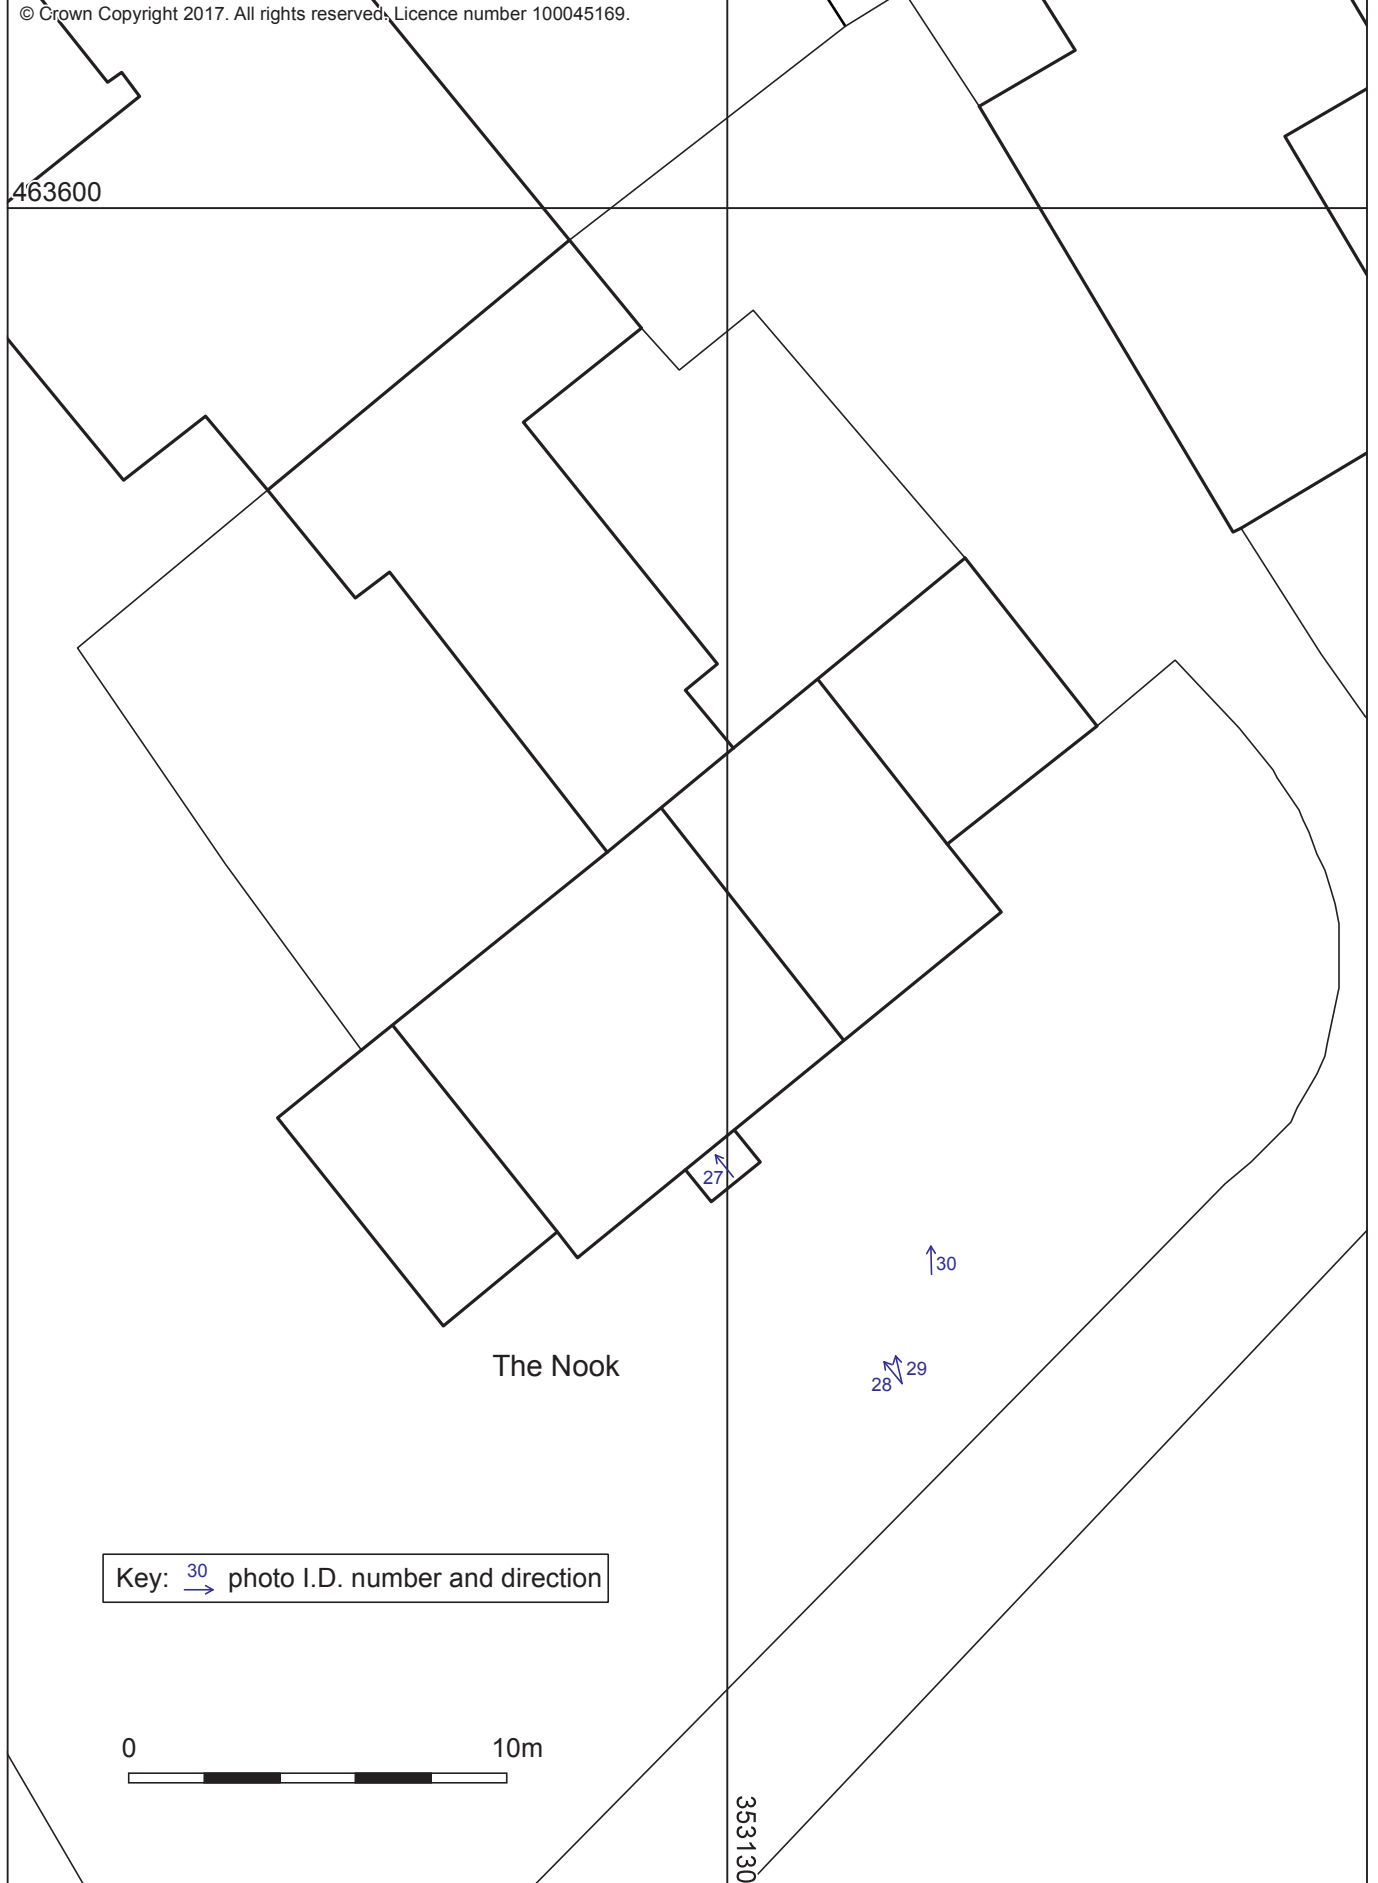 © Crown Copyright 2017. All rights reserved. Licence number 100045169.
463600
27
30
29
28
The Nook
Key: 30 photo I.D. number and direction
0 10m
353130